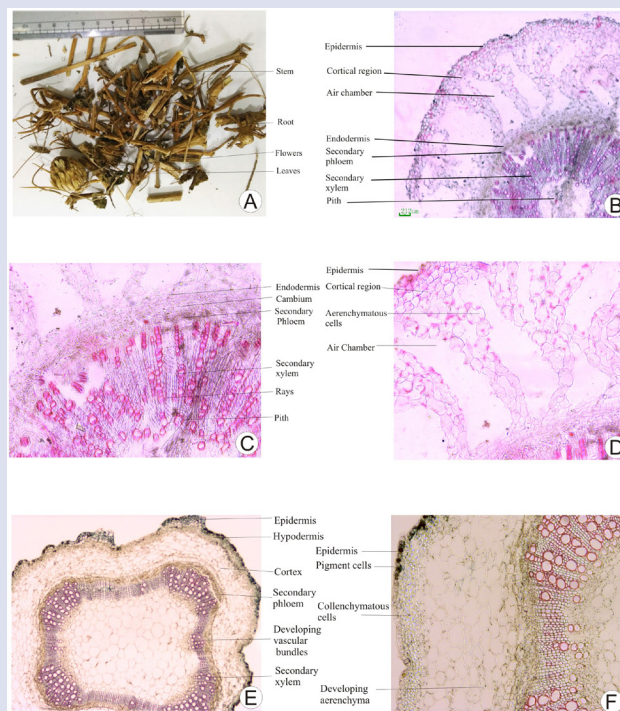 Stem
Root
Flowers
Leaves
A
Epidermis
Cortical region
Air chamber
Endodermis
Secondary
phloem
Secondary
xylem
Pith
B
Endodermis
Cambium
Secondary
Phloem
Secondary
xylem
Rays
Pith
C
Epidermis
Cortical region
Aerenchymatous
cells
Air Chamber
D
Epidermis
Hypodermis
Cortex
Secondary
phloem
Developing
vascular
bundles
Secondary
xylem
E
Epidermis
Pigment cells
Collenchymatous
cells
Developing
aerenchyma
F